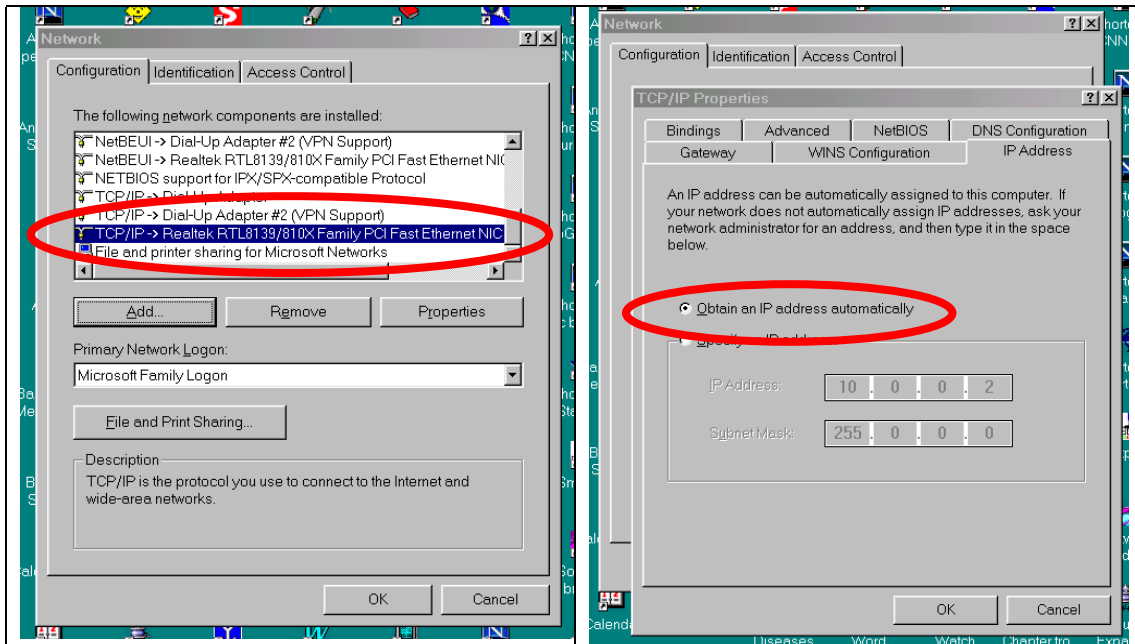 Network
Configuration
Identification
Access Control
The following network components are installed:
NetBEUI -> Dial-Up Adapter #2 (VPN Support)
NetBEUI -> Realtek RTL8139/810X Family PCI Fast Ethernet NIC
NETBIOS support for IPX/SPX-compatible Protocol
TCP/IP -> Dial-Up Adapter
TCP/IP -> Dial-Up Adapter #2 (VPN Support)
TCP/IP -> Realtek RTL8139/810X Family PCI Fast Ethernet NIC
File and printer sharing for Microsoft Networks
Add...
Remove
Properties
Primary Network Logon:
Microsoft Family Logon
File and Print Sharing...
Description
TCP/IP is the protocol you use to connect to the Internet and
wide-area networks.
OK
Cancel
Network
Configuration
Identification
Access Control
TCP/IP Properties
Bindings
Advanced
NetBIOS
DNS Configuration
Gateway
WINS Configuration
IP Address
An IP address can be automatically assigned to this computer. If
your network does not automatically assign IP addresses, ask your
network administrator for an address, and then type it in the space
below.
Obtain an IP address automatically
IP Address:
10 . 0 . 0 . 2
Subnet Mask:
255 . 0 . 0 . 0
OK
Cancel
Diseases
Word
Watch
Chapter.tro